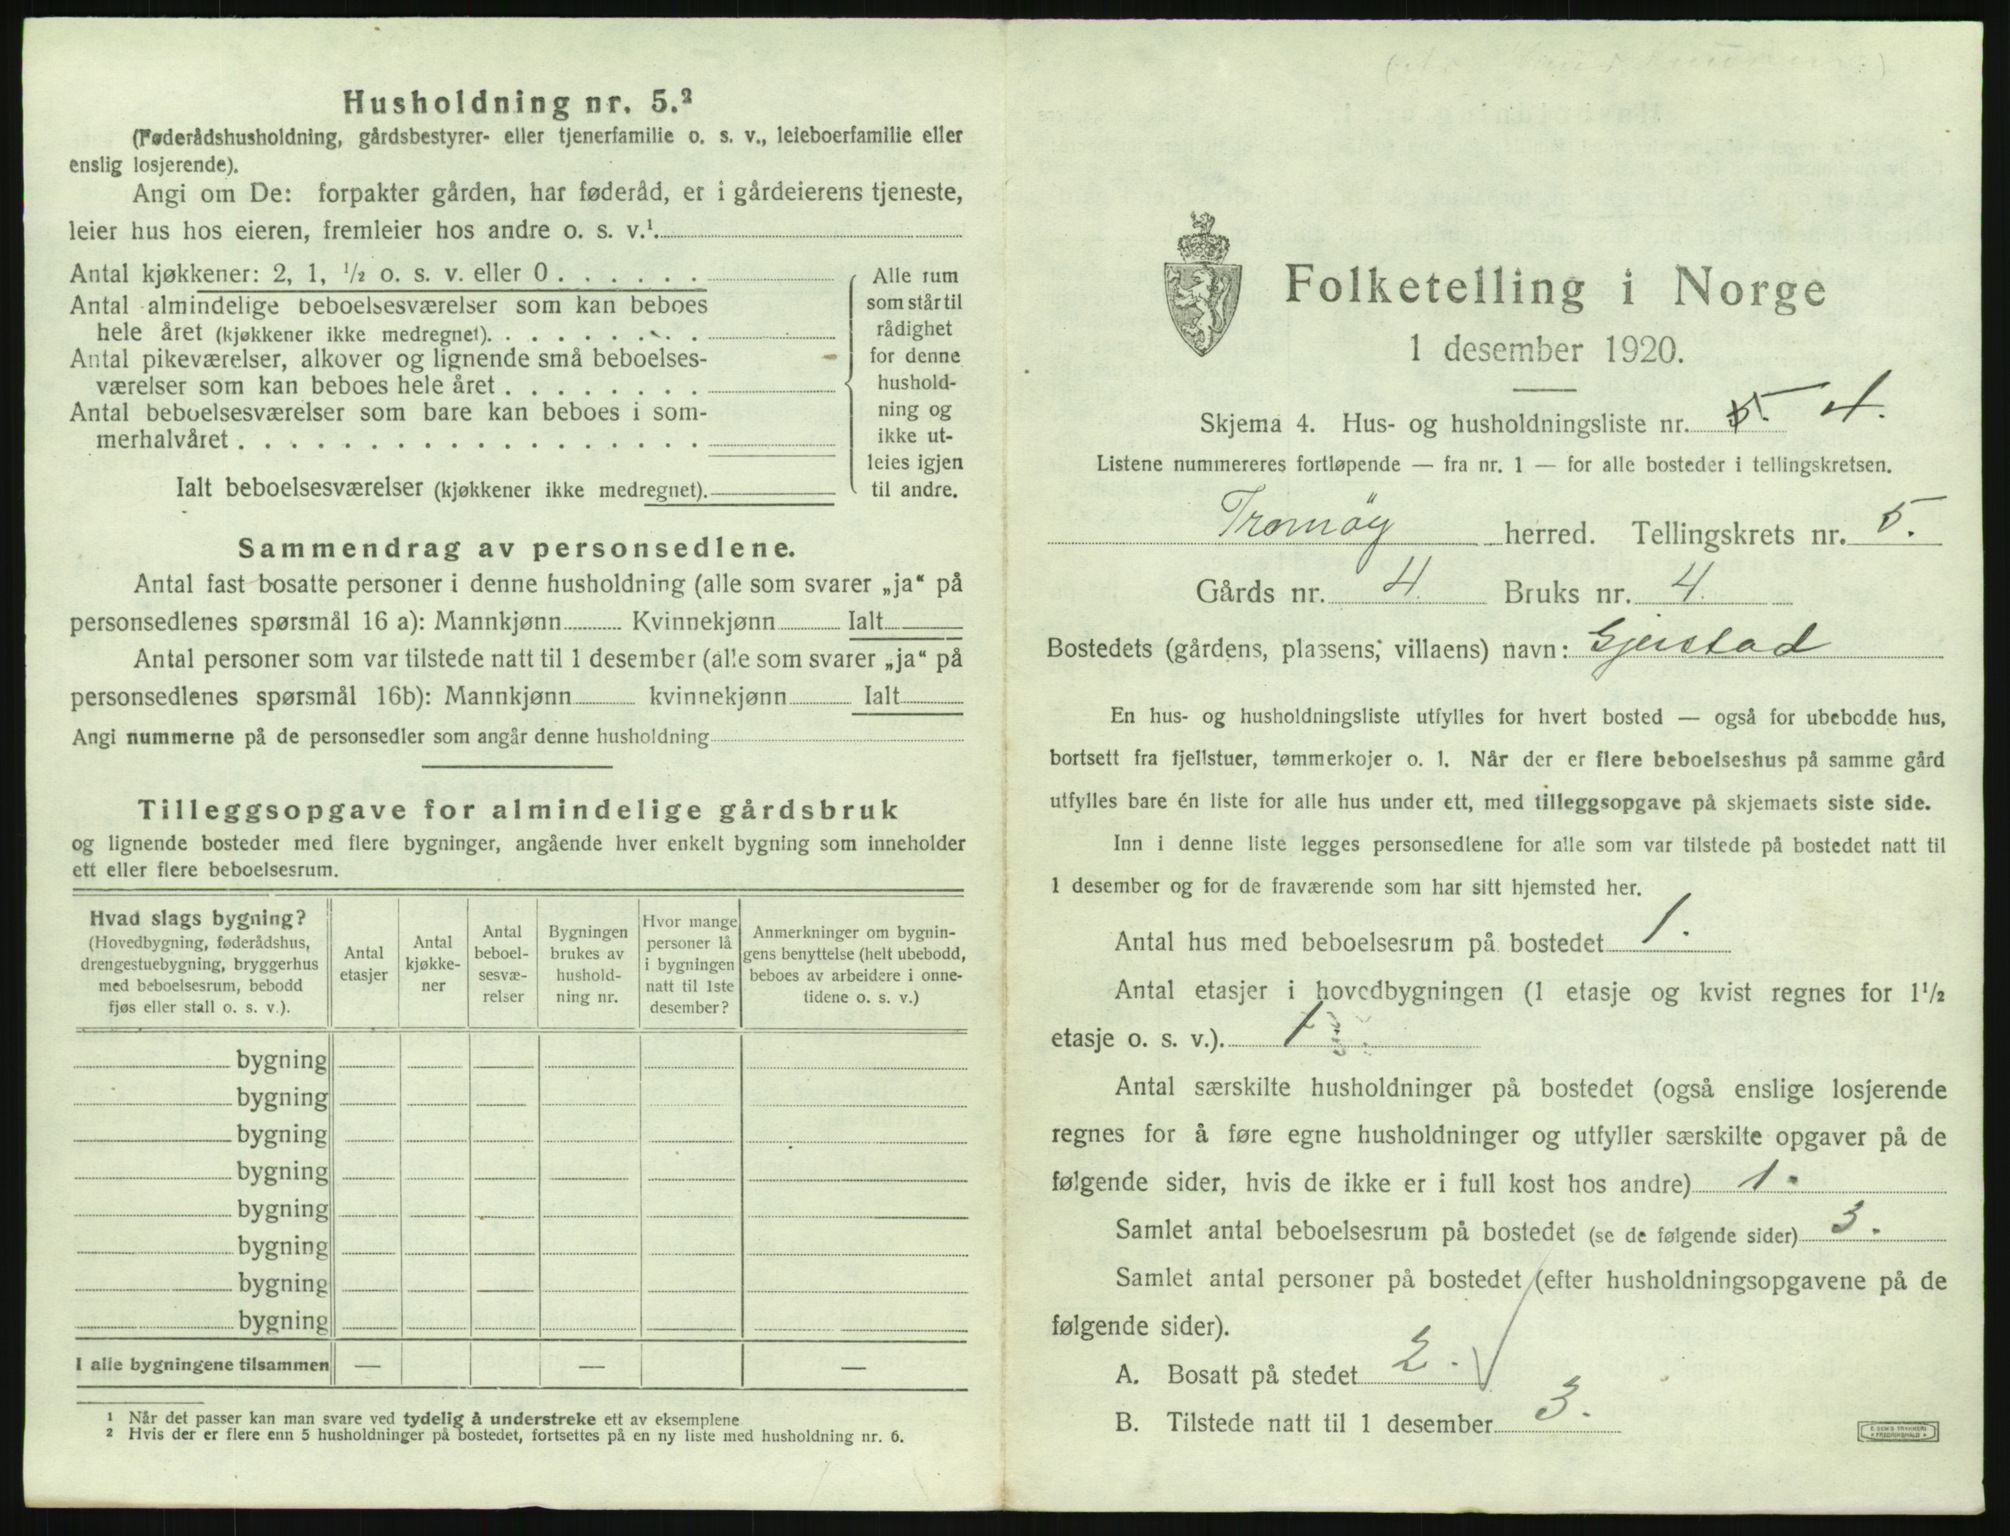 Husholdning nr. 5.²
(Føderådshusholdning, gårdsbestyrer- eller tjenerfamilie o. s. v., leieboerfamilie eller
enslig losjerende).
Angi om De: forpakter gården, har føderåd, er i gårdeierens tjeneste,
leier hus hos eieren, fremleier hos andre o. s. v.¹
Antal kjøkkener: 2, 1, ½ o. s. v. eller 0 . . . . . .
Antal almindelige beboelsesværelser som kan beboes
hele året (kjøkkener ikke medregnet). . . . . . . . .
Antal pikeværelser, alkover og lignende små beboelses-
værelser som kan beboes hele året . . . . . . . .
Antal beboelsesværelser som bare kan beboes i som-
merhalvåret . . . . . . . . . . . . . . . . . .
Ialt beboelsesværelser (kjøkkener ikke medregnet).
Alle rum
som står til
rådighet
for denne
hushold-
ning og
ikke ut-
leies igjen
til andre.
Sammendrag av personsedlene.
Antal fast bosatte personer i denne husholdning (alle som svarer „ja“ på
personsedlenes spørsmål 16 a): Mannkjønn Kvinnekjønn Ialt
Antal personer som var tilstede natt til 1 desember (alle som svarer „ja“ på
personsedlenes spørsmål 16b): Mannkjønn kvinnekjønn Ialt
Angi nummerne på de personsedler som angår denne husholdning
Tilleggsopgave for almindelige gårdsbruk
og lignende bosteder med flere bygninger, angående hver enkelt bygning som inneholder
ett eller flere beboelsesrum.
Hvad slags bygning?
(Hovedbygning, føderådshus,
drengestuebygning, bryggerhus
med beboelsesrum, bebodd
fjøs eller stall o. s. v.).
Antal
etasjer
Antal
kjøkke-
ner
Antal
beboel-
sesvæ-
relser
Bygningen
brukes av
hushold-
ning nr.
Hvor mange
personer lå
i bygningen
natt til 1ste
desember?
Anmerkninger om bygnin-
gens benyttelse (helt ubebodd,
beboes av arbeidere i onne-
tidene o. s. v.)
bygning
bygning
bygning
bygning
bygning
bygning
bygning
bygning
I alle bygningene tilsammen — — —
1 Når det passer kan man svare ved tydelig å understreke ett av eksemplene
2 Hvis der er flere enn 5 husholdninger på bostedet, fortsettes på en ny liste med husholdning nr. 6.
Folketelling i Norge
1 desember 1920.
Skjema 4. Hus- og husholdningsliste nr. 5. 4.
Listene nummereres fortløpende — fra nr. 1 — for alle bosteder i tellingskretsen.
Tromøy herred. Tellingskrets nr. 5.
Gårds nr. 4. Bruks nr. 4.
Bostedets (gårdens, plassens, villaens) navn: Gjerstad
En hus- og husholdningsliste utfylles for hvert bosted — også for ubebodde hus,
bortsett fra fjellstuer, tømmerkojer o. l. Når der er flere beboelseshus på samme gård
utfylles bare én liste for alle hus under ett, med tilleggsopgave på skjemaets siste side.
Inn i denne liste legges personsedlene for alle som var tilstede på bostedet natt til
1 desember og for de fraværende som har sitt hjemsted her.
Antal hus med beboelsesrum på bostedet 1.
Antal etasjer i hovedbygningen (1 etasje og kvist regnes for 1½
etasje o. s. v.). 1
Antal særskilte husholdninger på bostedet (også enslige losjerende
regnes for å føre egne husholdninger og utfyller særskilte opgaver på de
følgende sider, hvis de ikke er i full kost hos andre) 1.
Samlet antal beboelsesrum på bostedet (se de følgende sider) 3.
Samlet antal personer på bostedet (efter husholdningsopgavene på de
følgende sider).
A. Bosatt på stedet 2.
B. Tilstede natt til 1 desember 3.